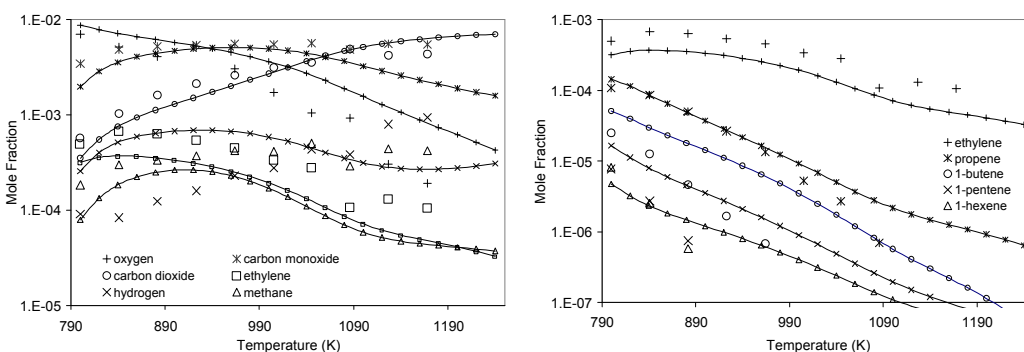 1.E-02
1.E-03
1.E-04
1.E-05
Mole Fraction
oxygen
carbon monoxide
carbon dioxide
ethylene
hydrogen
methane
790
890
990
1090
1190
Temperature (K)
1.E-03
1.E-04
1.E-05
1.E-06
1.E-07
Mole Fraction
ethylene
propene
1-butene
1-pentene
1-hexene
790
890
990
1090
1190
Temperature (K)